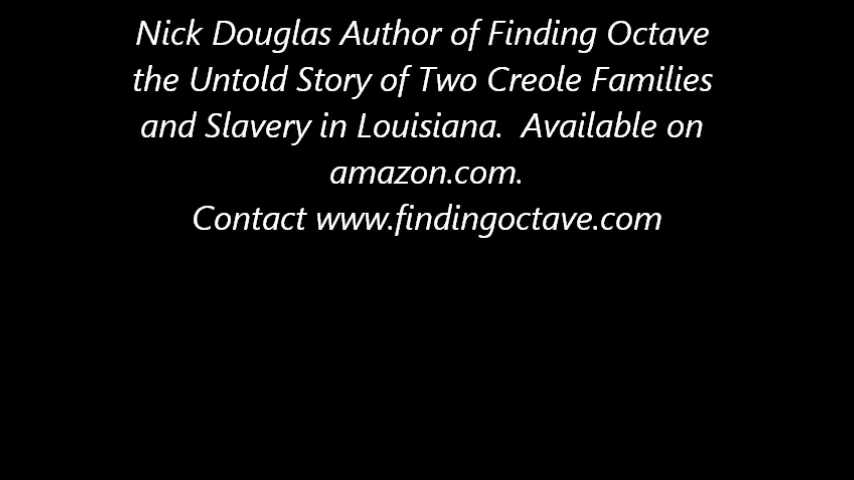 Nick Douglas Author of Finding Octave
the Untold Story of Two Creole Families
and Slavery in Louisiana.  Available on
amazon.com.
Contact www.findingoctave.com